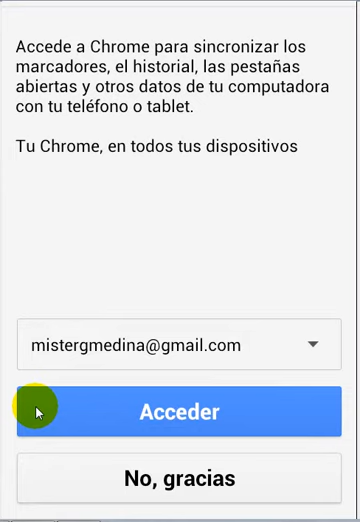 Accede a Chrome para sincronizar los
marcadores, el historial, las pestañas
abiertas y otros datos de tu computadora
con tu teléfono o tablet.
Tu Chrome, en todos tus dispositivos
mistergmedina@gmail.com
Acceder
No, gracias